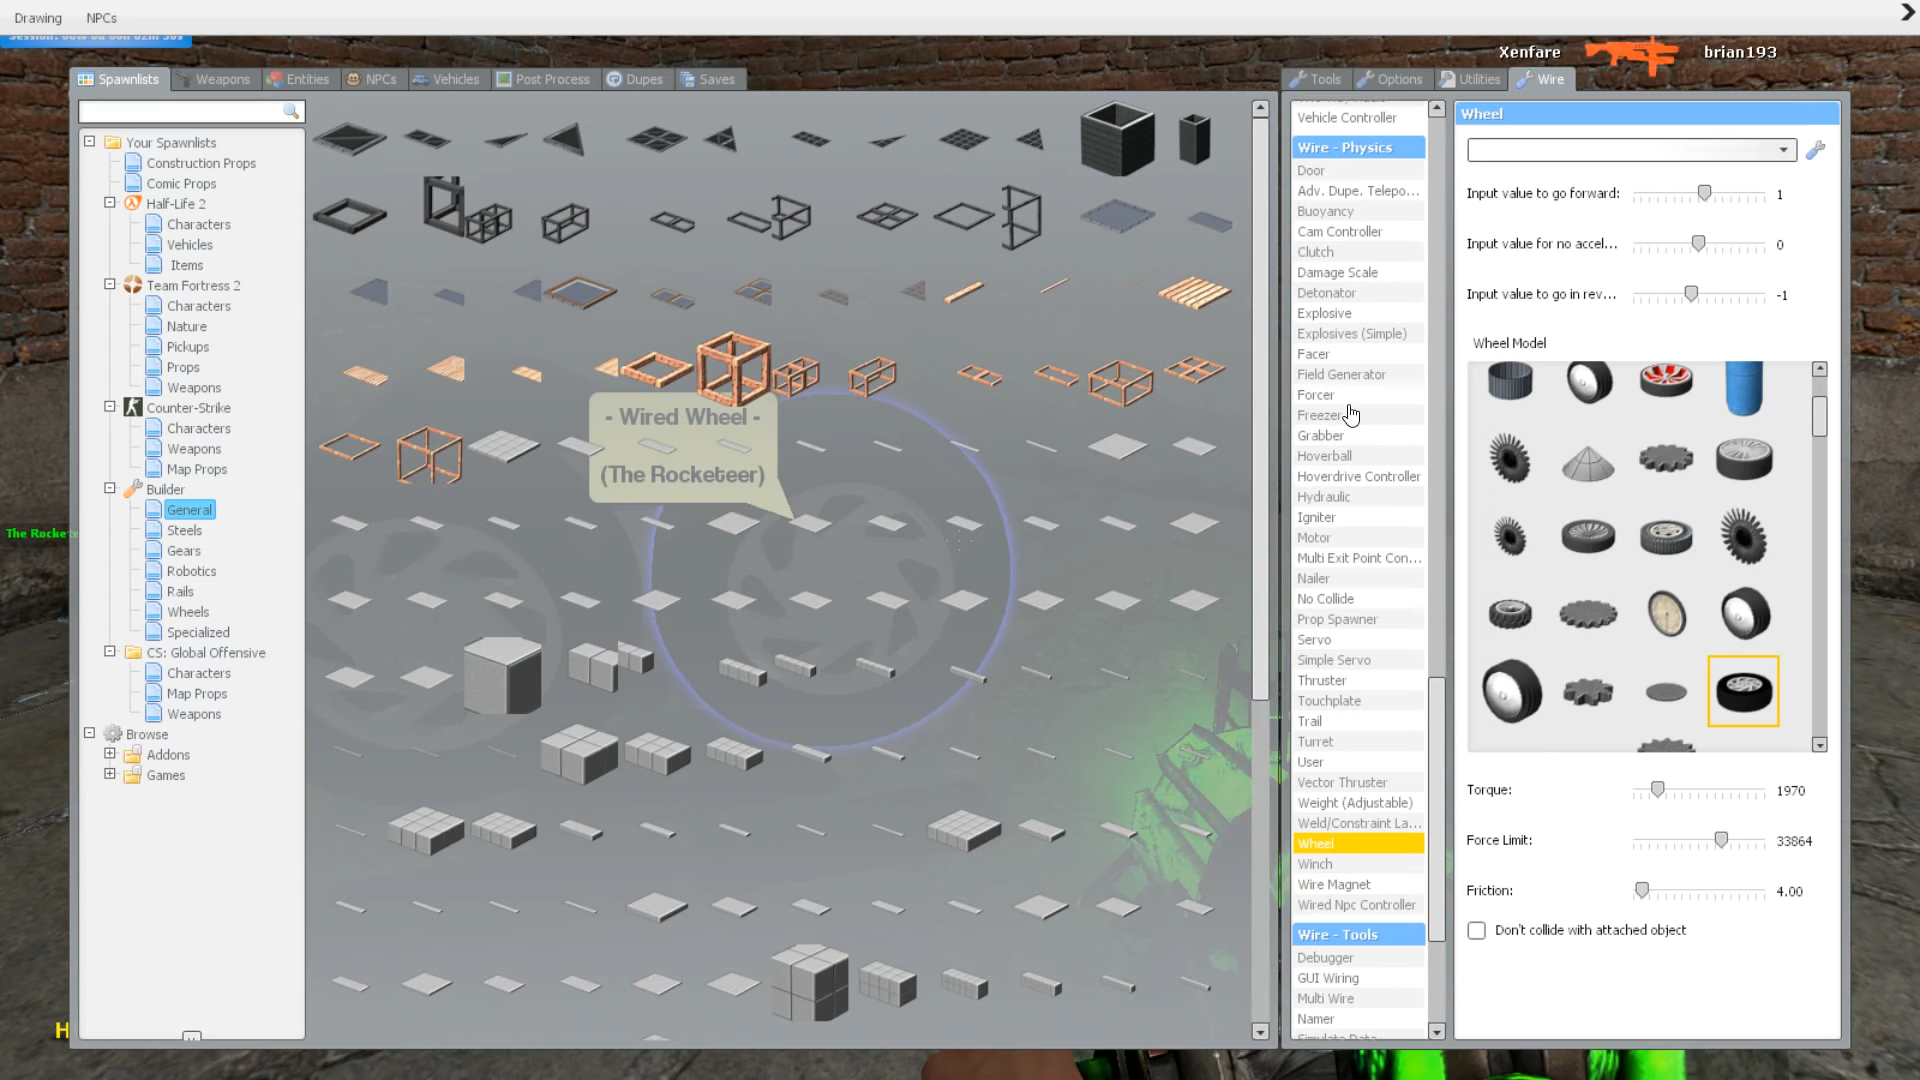 Drawing NPCs
Xenfare brian193
Spawnlists Weapons Entities NPCs Vehicles Post Process Dupes Saves
Tools Options Utilities Wire
Your Spawnlists
Construction Props
Comic Props
Half-Life 2
Characters
Vehicles
Items
Team Fortress 2
Characters
Nature
Pickups
Props
Weapons
Counter-Strike
Characters
Weapons
Map Props
Builder
General
Steels
Gears
Robotics
Rails
Wheels
Specialized
CS: Global Offensive
Characters
Map Props
Weapons
Browse
Addons
Games
The Rocke
H
- Wired Wheel -
(The Rocketeer)
Vehicle Controller
Wire - Physics
Door
Adv. Dupe. Telepo...
Buoyancy
Cam Controller
Clutch
Damage Scale
Detonator
Explosive
Explosives (Simple)
Facer
Field Generator
Forcer
Freezer
Grabber
Hoverball
Hoverdrive Controller
Hydraulic
Igniter
Motor
Multi Exit Point Con...
Nailer
No Collide
Prop Spawner
Servo
Simple Servo
Thruster
Touchplate
Trail
Turret
User
Vector Thruster
Weight (Adjustable)
Weld/Constraint La...
Wheel
Winch
Wire Magnet
Wired Npc Controller
Wire - Tools
Debugger
GUI Wiring
Multi Wire
Namer
Wheel
Input value to go forward: 1
Input value for no accel... 0
Input value to go in rev... -1
Wheel Model
Torque: 1970
Force Limit: 33864
Friction: 4.00
Don't collide with attached object